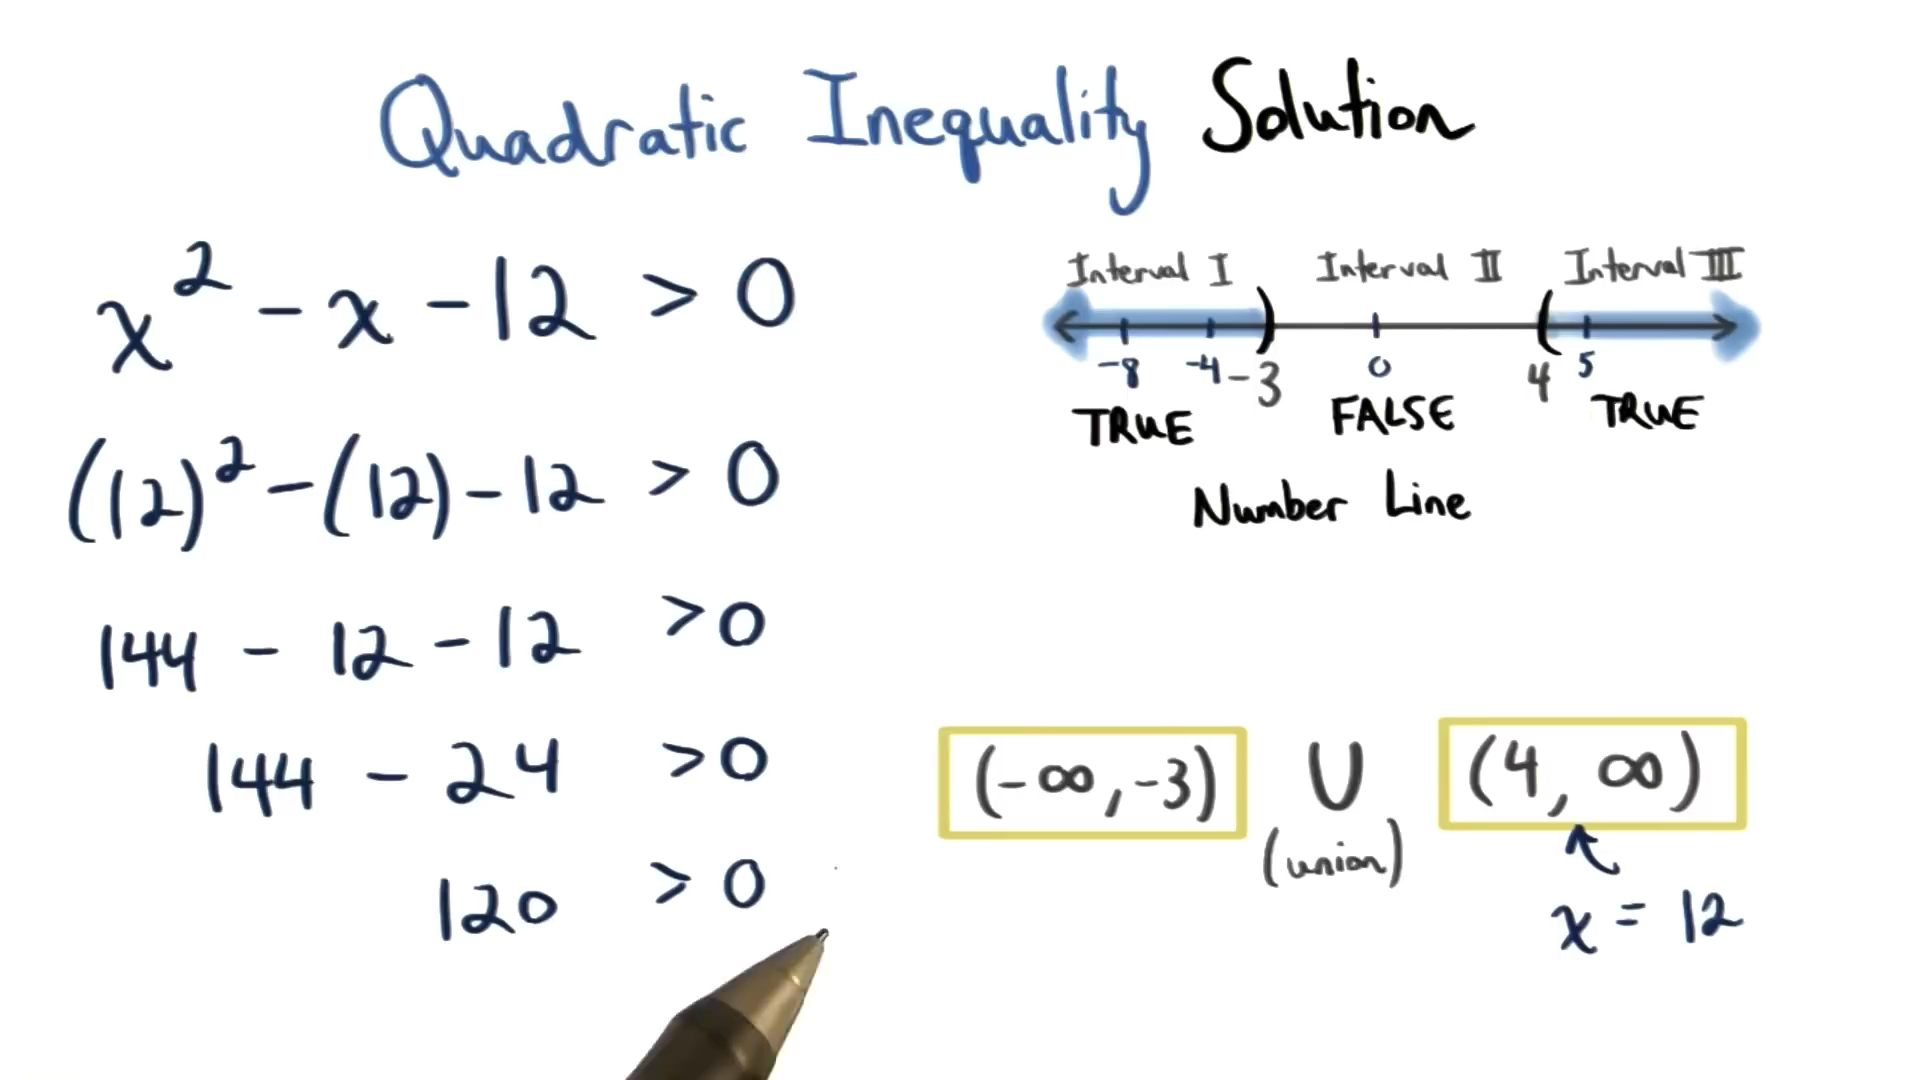 Quadratic Inequality Solution
x² - x - 12 > 0
(12)² - (12) - 12 > 0
144 - 12 - 12 > 0
144 - 24 > 0
120 > 0
Interval I Interval II Interval III
-8 -4 -3 0 4 5
TRUE FALSE TRUE
Number Line
(-∞, -3) ∪ (4, ∞)
(union)
x = 12